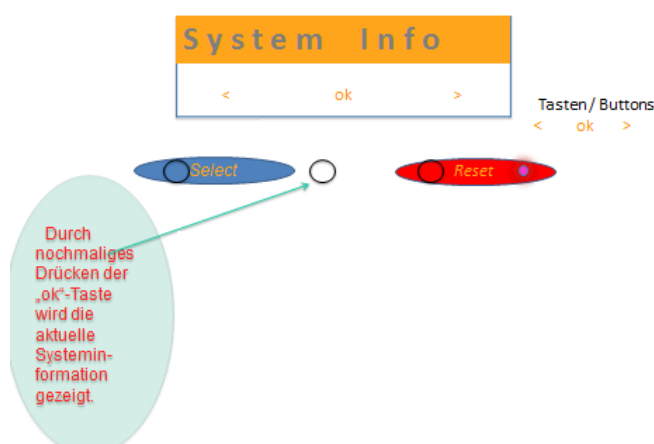 System Info
< ok >
Tasten / Buttons
< ok >
Select
Reset
Durch
nochmaliges
Drücken der
„ok“-Taste
wird die
aktuelle
Systemin-
formation
gezeigt.